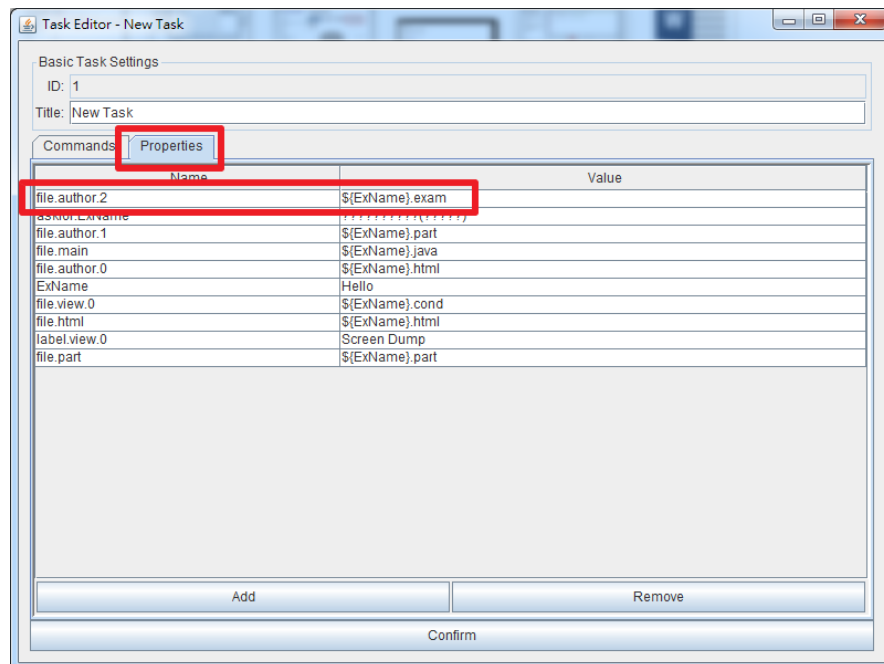 Task Editor - New Task
Basic Task Settings
ID: 1
Title: New Task
Commands Properties
Name Value
file.author.2 ${ExName}.exam
askfor.ExName ??????????(?????)
file.author.1 ${ExName}.part
file.main ${ExName}.java
file.author.0 ${ExName}.html
ExName Hello
file.view.0 ${ExName}.cond
file.html ${ExName}.html
label.view.0 Screen Dump
file.part ${ExName}.part
Add Remove
Confirm